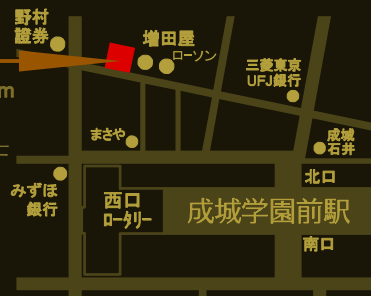 野村
證券
増田屋
ローソン
三菱東京
UFJ銀行
m
まさや
成城
石井
みずほ
銀行
西口
ロータリー
北口
成城学園前駅
南口